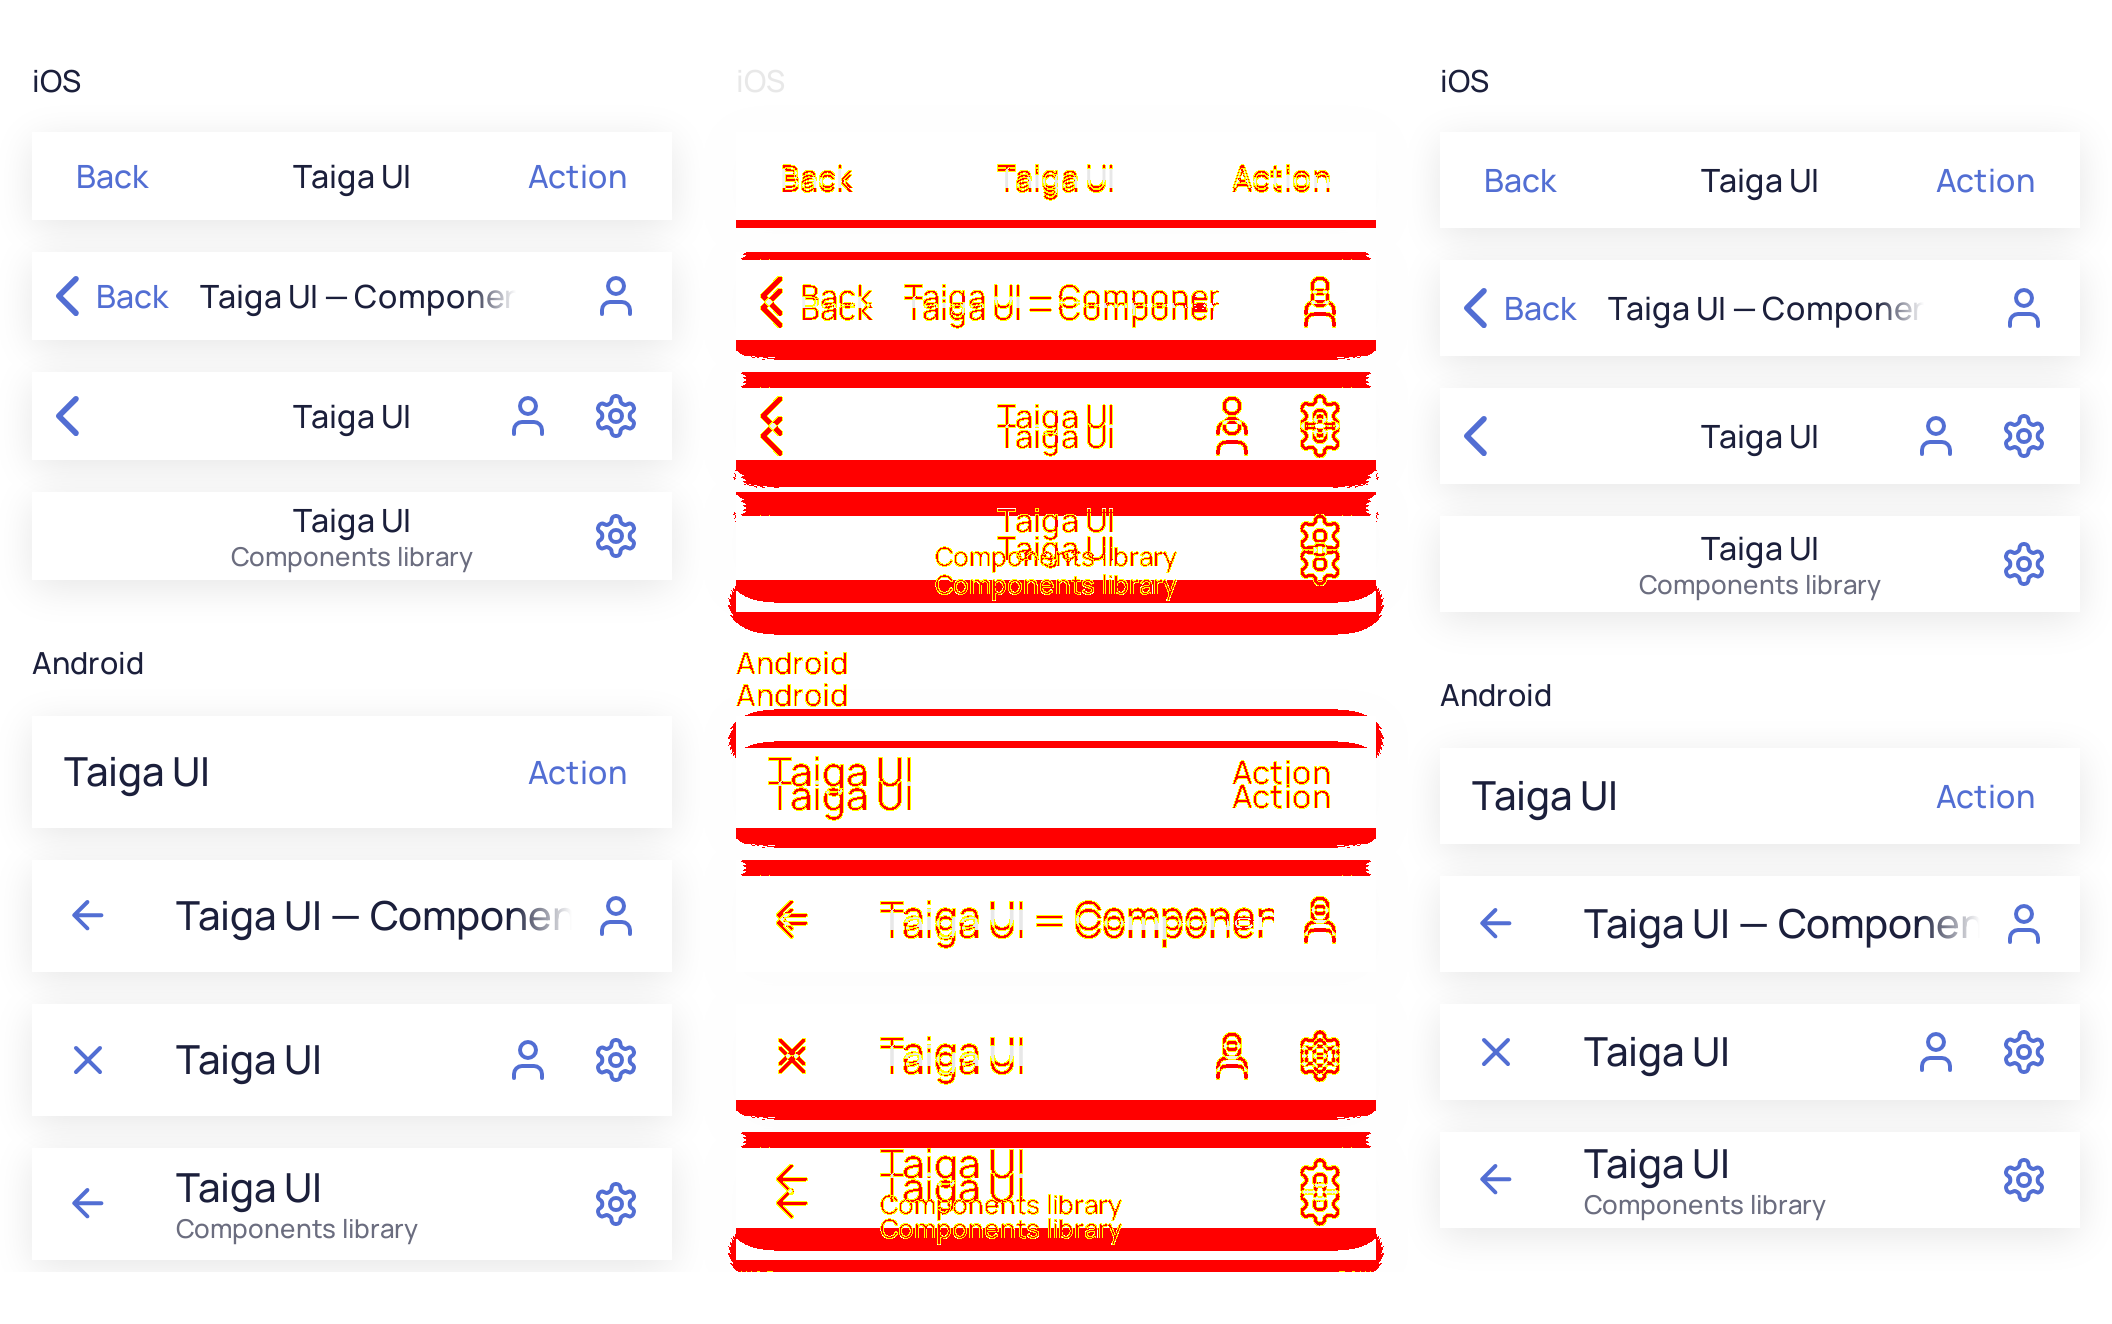 iOS
Back Taiga UI Action
Back Taiga UI — Componer
Taiga UI
Taiga UI
Components library
Android
Taiga UI Action
Taiga UI — Componen
Taiga UI
Taiga UI
Components library
iOS
Back Taiga UI Action
Back Taiga UI — Componer
Back Taiga UI — Componer
Taiga UI
Taiga UI
Taiga UI
Taiga UI
Components library
Components library
Android
Android
Taiga UI Action
Taiga UI Action
Taiga UI = Componer
Taiga UI
Taiga UI
Taiga UI
Components library
Components library
iOS
Back Taiga UI Action
Back Taiga UI — Componer
Taiga UI
Taiga UI
Components library
Android
Taiga UI Action
Taiga UI — Componen
Taiga UI
Taiga UI
Components library